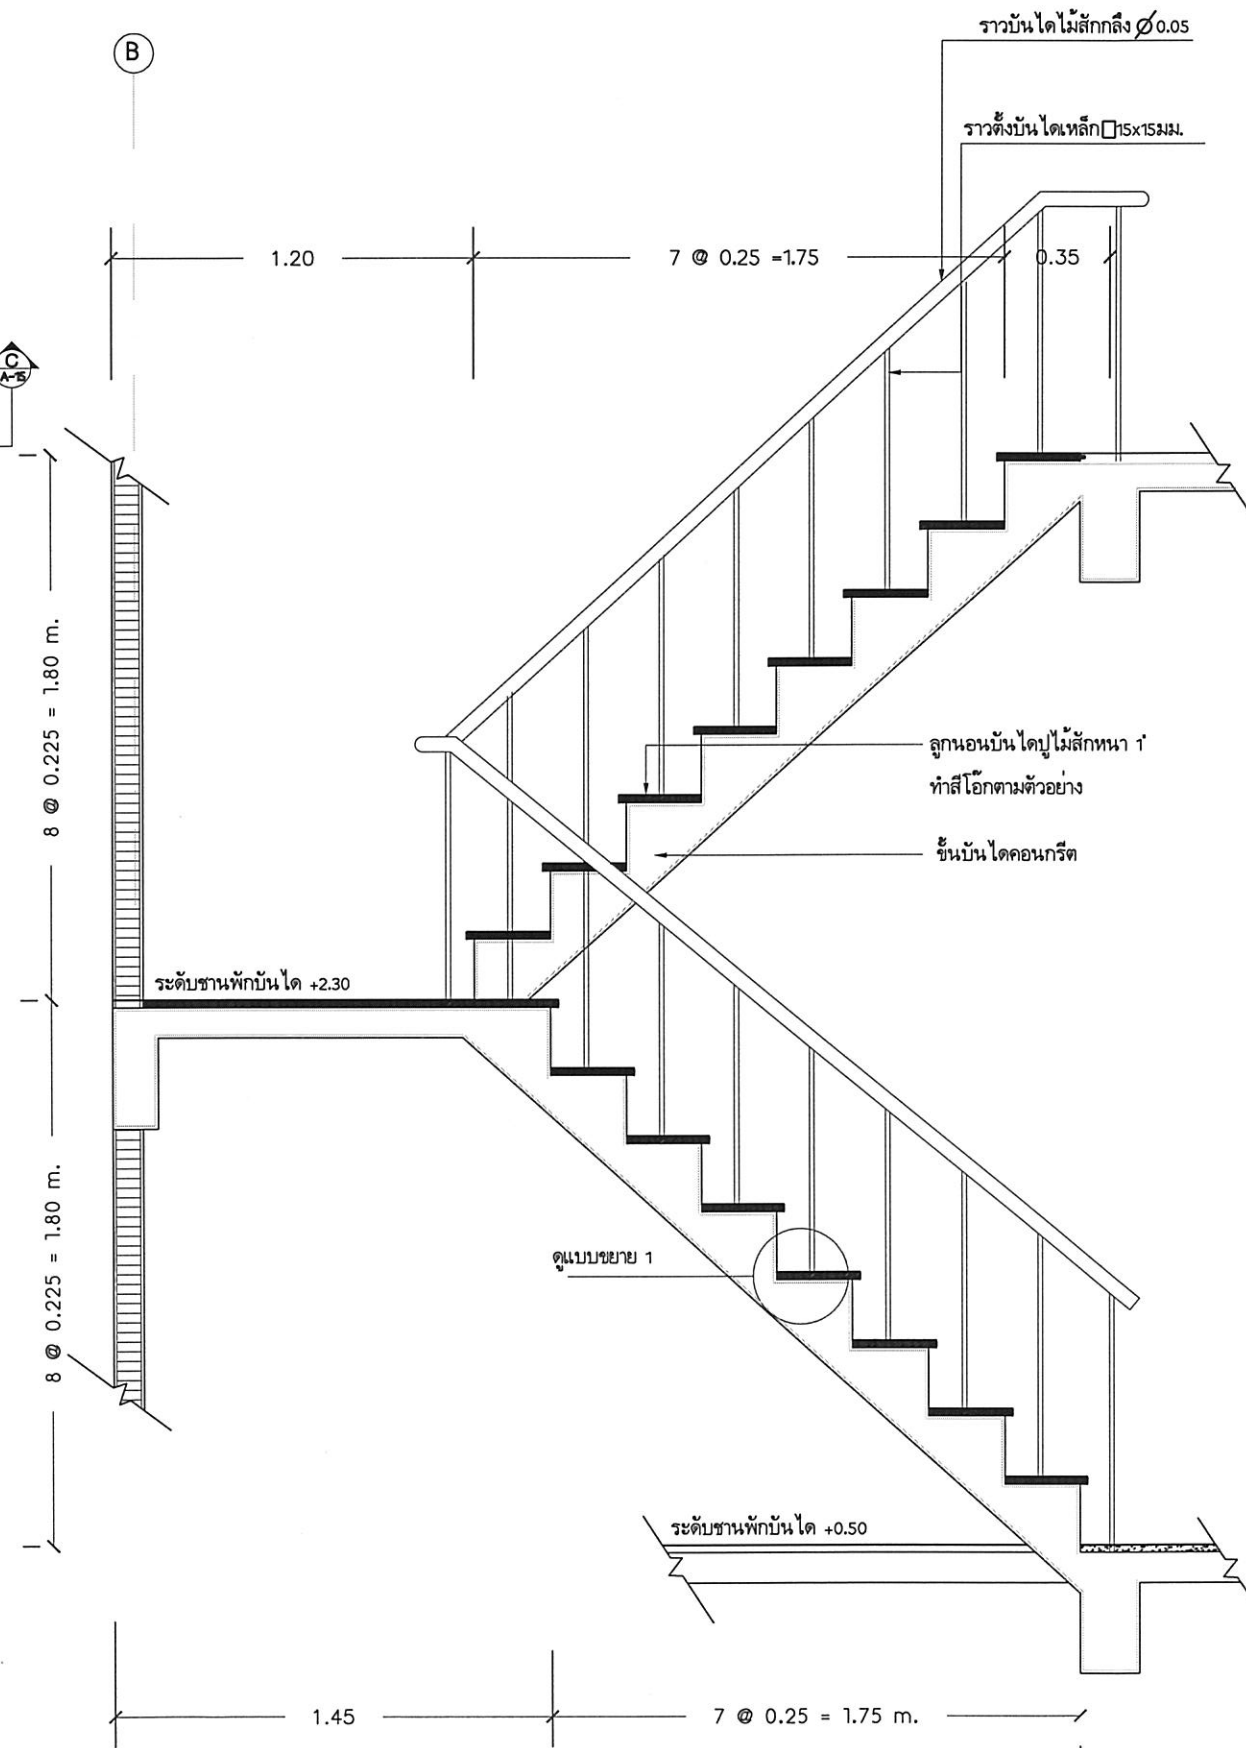 ราวบันไดไม้สักกลึง Ø 0.05
B
ราวตั้งบันไดเหล็ก□15x15มม.
1.20
7 @ 0.25 =1.75
0.35
C
A-15
8 @ 0.225 = 1.80 m.
ลูกนอนบันไดปูไม้สักหนา 1"
ทำสีโอ๊กตามตัวอย่าง
ขั้นบันไดคอนกรีต
ระดับชานพักบันได +2.30
8 @ 0.225 = 1.80 m.
ดูแบบขยาย 1
ระดับชานพักบันได +0.50
1.45
7 @ 0.25 = 1.75 m.